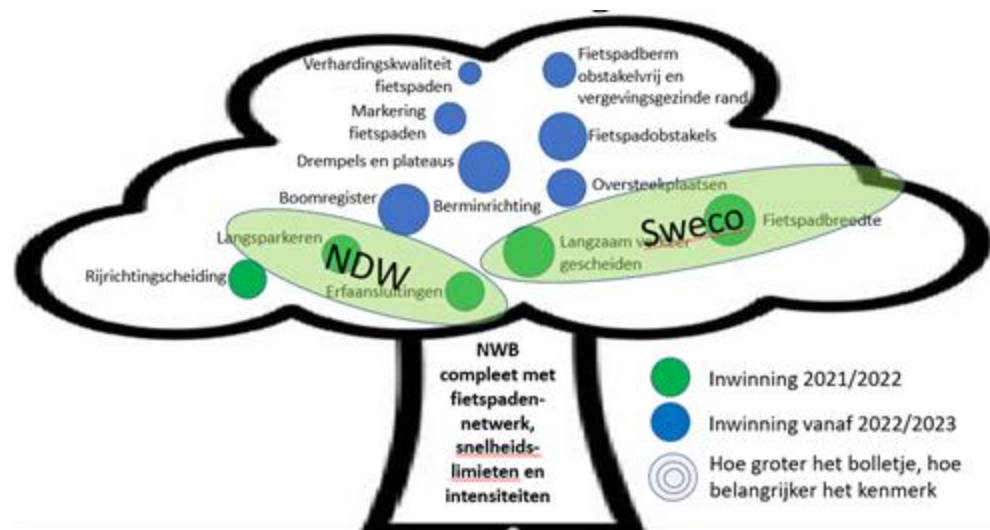 Verhardingskwaliteit
fietspaden
Fietspadberm
obstakelvrij en
vergevingsgezinde rand
Markering
fietspaden
Fietspadobstakels
Drempels en plateaus
Oversteekplaatsen
Boomregister
Berminrichting
Sweco
Fietspadbreedte
Langsparkeren
NDW
Langzaam verkeer
gescheiden
Rijrichtingscheiding
Erfaansluitingen
NWB
compleet met
fietspaden-
netwerk,
snelheids-
limieten en
intensiteiten
Inwinning 2021/2022
Inwinning vanaf 2022/2023
Hoe groter het bolletje, hoe
belangrijker het kenmerk